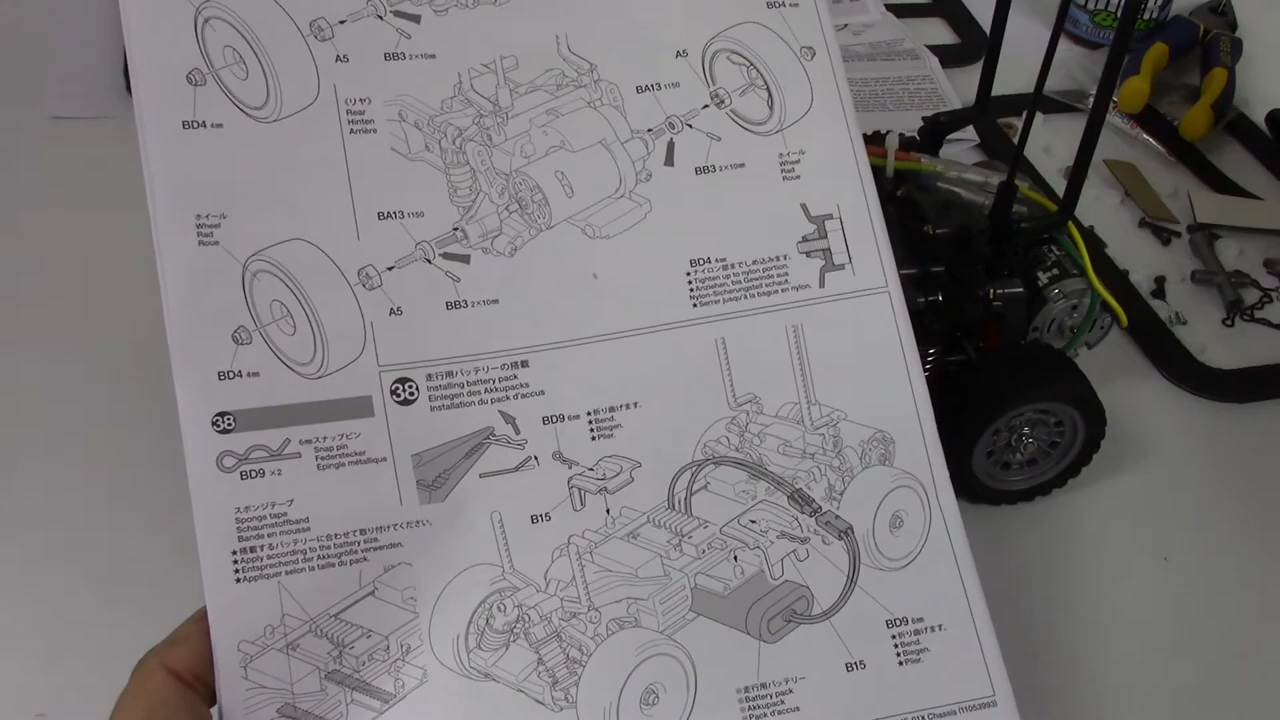 BD4 4㎜
A5
BB3 2×10㎜
BD4 4㎜
《リヤ》
Rear
Hinten
Arrière
A5
BA13 1150
BB3 2×10㎜
ホイール
Wheel
Rad
Roue
ホイール
Wheel
Rad
Roue
BA13 1150
A5
BB3 2×10㎜
BD4 4㎜
BD4 4㎜
★ナイロン部までしめ込みます。
★Tighten up to nylon portion.
★Anziehen, bis Gewinde aus
Nylon-Sicherungsteil schaut.
★Serrer jusqu'à la bague en nylon.
38
6㎜スナップピン
Snap pin
Federstecker
Epingle métallique
BD9 ×2
スポンジテープ
Sponge tape
Schaumstoffband
Bande en mousse
★搭載するバッテリーに合わせて取り付けてください。
★Apply according to the battery size.
★Entsprechend der Akkugröße verwenden.
★Appliquer selon la taille du pack.
38
走行用バッテリーの搭載
Installing battery pack
Einlegen des Akkupacks
Installation du pack d'accus
BD9 6㎜
★折り曲げます。
★Bend.
★Biegen.
★Plier.
B15
BD9 6㎜
★折り曲げます。
★Bend.
★Biegen.
★Plier.
B15
※走行用バッテリー
※Battery pack
※Akkupack
※Pack d'accus
01X Chassis (11053993)